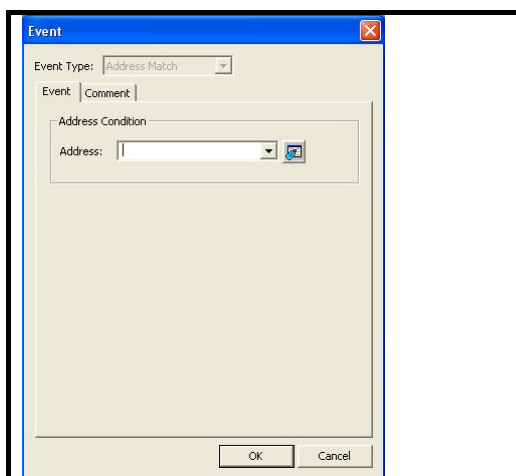 Event
Event Type: Address Match
Event Comment
Address Condition
Address:
OK Cancel